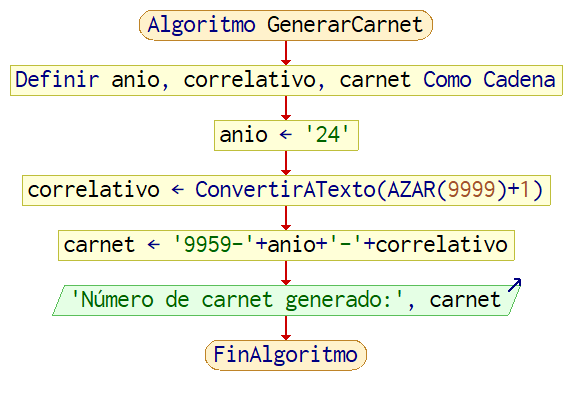 Algoritmo GenerarCarnet
Definir anio, correlativo, carnet Como Cadena
anio ← '24'
correlativo ← ConvertirATexto(AZAR(9999)+1)
carnet ← '9959-'+anio+'-'+correlativo
'Número de carnet generado:', carnet
FinAlgoritmo